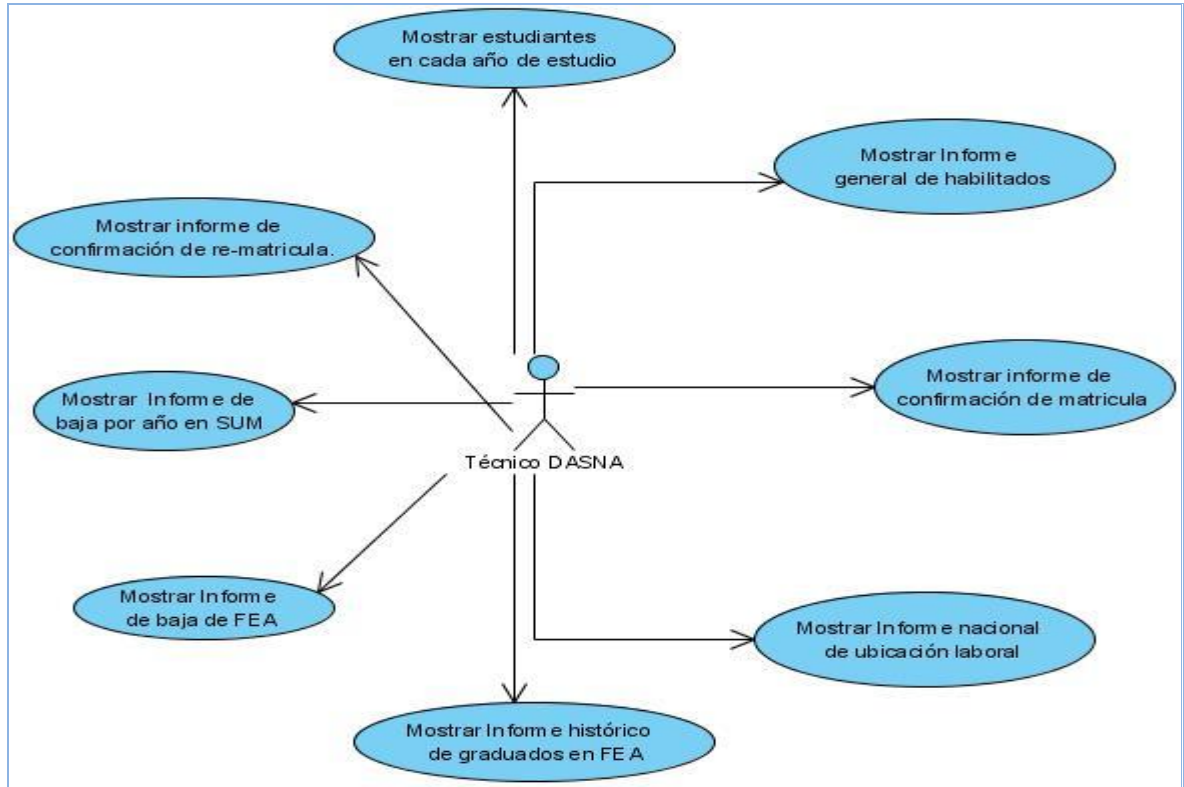 Mostrar estudiantes
en cada año de estudio
Mostrar Informe
general de habilitados
Mostrar informe de
confirmación de re-matricula.
Mostrar informe de
confirmación de matricula
Mostrar Informe de
baja por año en SUM
Técnico DASNA
Mostrar Informe
de baja de FEA
Mostrar Informe nacional
de ubicación laboral
Mostrar Informe histórico
de graduados en FEA